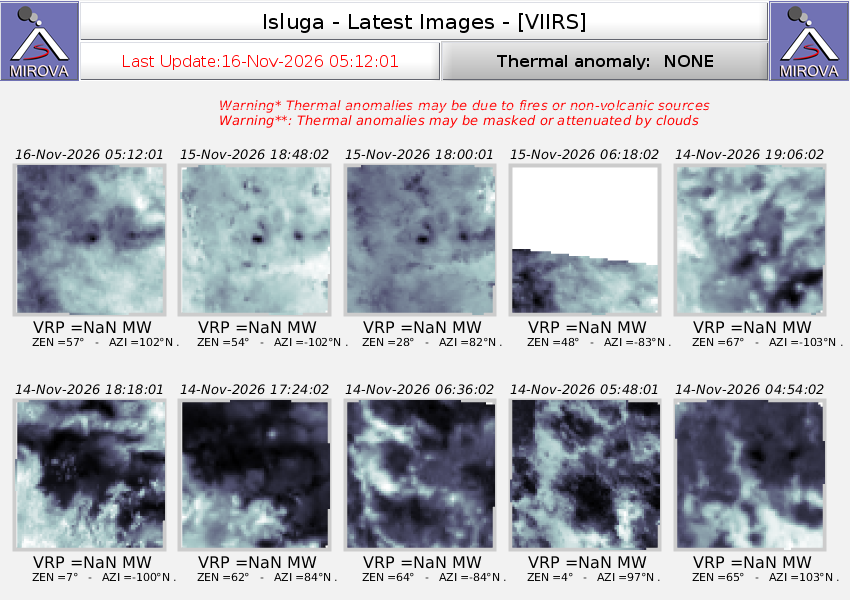 Isluga - Latest Images - [VIIRS]
MIROVA
Last Update:16-Nov-2026 05:12:01
Thermal anomaly: NONE
MIROVA
Warning* Thermal anomalies may be due to fires or non-volcanic sources
Warning**: Thermal anomalies may be masked or attenuated by clouds
16-Nov-2026 05:12:01 15-Nov-2026 18:48:02 15-Nov-2026 18:00:01 15-Nov-2026 06:18:02 14-Nov-2026 19:06:02
VRP =NaN MW VRP =NaN MW VRP =NaN MW VRP =NaN MW VRP =NaN MW
ZEN =57° - AZI =102°N . ZEN =54° - AZI =-102°N . ZEN =28° - AZI =82°N . ZEN =48° - AZI =-83°N . ZEN =67° - AZI =-103°N .
14-Nov-2026 18:18:01 14-Nov-2026 17:24:02 14-Nov-2026 06:36:02 14-Nov-2026 05:48:01 14-Nov-2026 04:54:02
VRP =NaN MW VRP =NaN MW VRP =NaN MW VRP =NaN MW VRP =NaN MW
ZEN =7° - AZI =-100°N . ZEN =62° - AZI =84°N . ZEN =64° - AZI =-84°N . ZEN =4° - AZI =97°N . ZEN =65° - AZI =103°N .